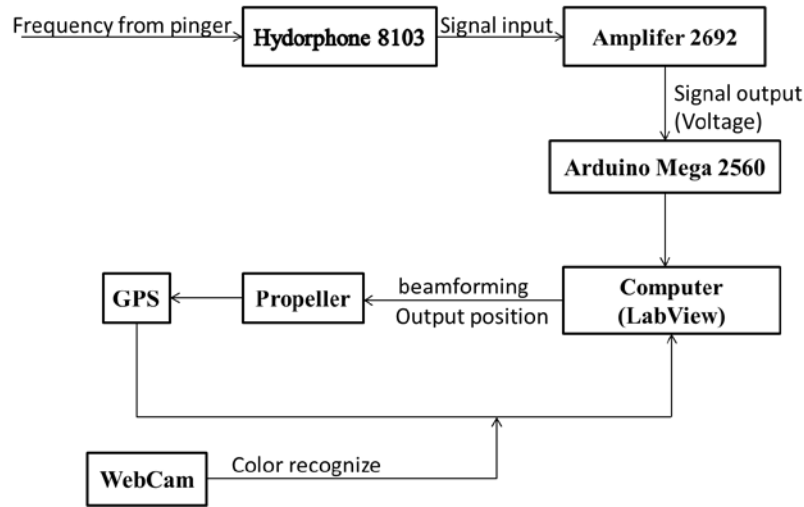 Frequency from pinger
Hydorphone 8103
Signal input
Amplifer 2692
Signal output
(Voltage)
Arduino Mega 2560
GPS
Propeller
beamforming
Output position
Computer
(LabView)
WebCam
Color recognize